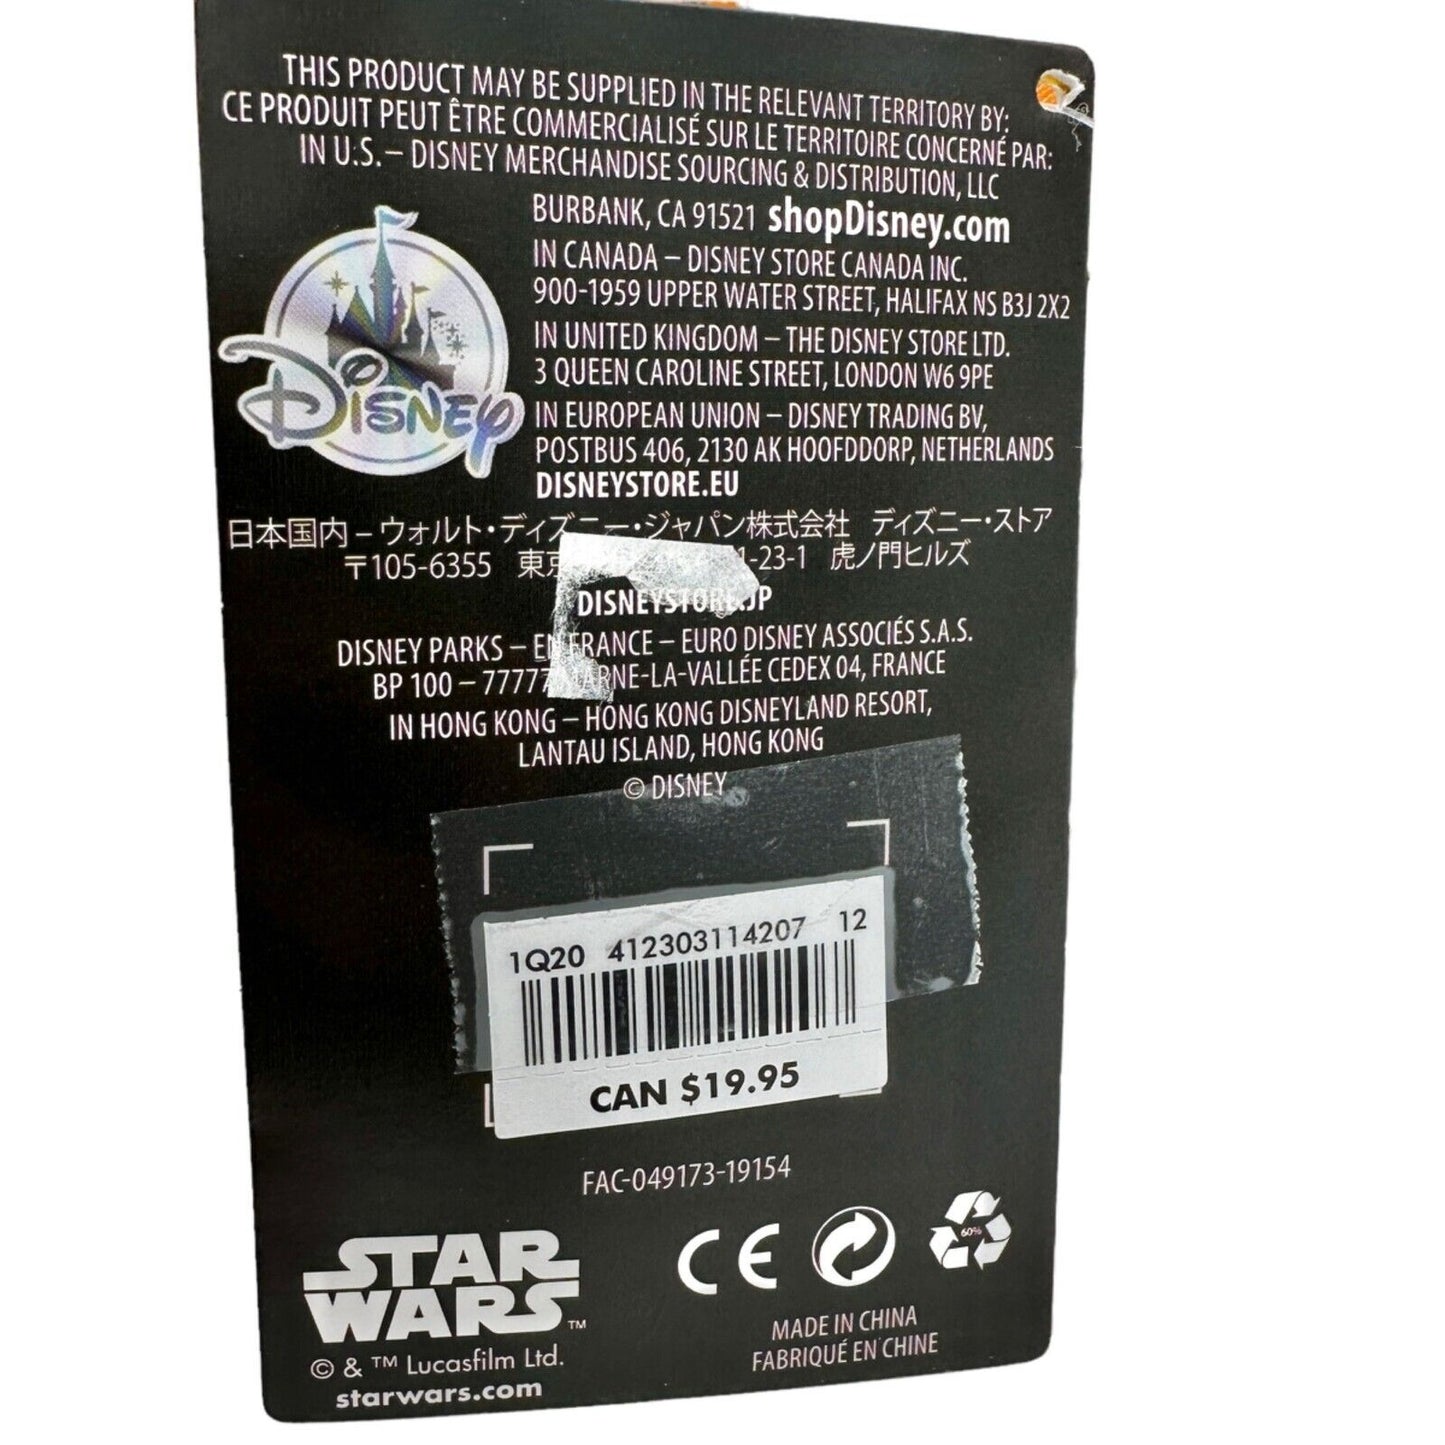 THIS PRODUCT MAY BE SUPPLIED IN THE RELEVANT TERRITORY BY:
CE PRODUIT PEUT ÊTRE COMMERCIALISÉ SUR LE TERRITOIRE CONCERNÉ PAR:
IN U.S. – DISNEY MERCHANDISE SOURCING & DISTRIBUTION, LLC
BURBANK, CA 91521 shopDisney.com
IN CANADA – DISNEY STORE CANADA INC.
900-1959 UPPER WATER STREET, HALIFAX NS B3J 2X2
IN UNITED KINGDOM – THE DISNEY STORE LTD.
3 QUEEN CAROLINE STREET, LONDON W6 9PE
IN EUROPEAN UNION – DISNEY TRADING BV,
POSTBUS 406, 2130 AK HOOFDDORP, NETHERLANDS
DISNEYSTORE.EU
Disney
日本国内 – ウォルト・ディズニー・ジャパン株式会社 ディズニー・ストア
〒105-6355 東京 1-23-1 虎ノ門ヒルズ
DISNEYSTORE.JP
DISNEY PARKS – EN FRANCE – EURO DISNEY ASSOCIÉS S.A.S.
BP 100 – 77777 MARNE-LA-VALLÉE CEDEX 04, FRANCE
IN HONG KONG – HONG KONG DISNEYLAND RESORT,
LANTAU ISLAND, HONG KONG
© DISNEY
1Q20 412303114207 12
CAN $19.95
FAC-049173-19154
STAR
WARS™
© & ™ Lucasfilm Ltd.
starwars.com
CE
60%
MADE IN CHINA
FABRIQUÉ EN CHINE